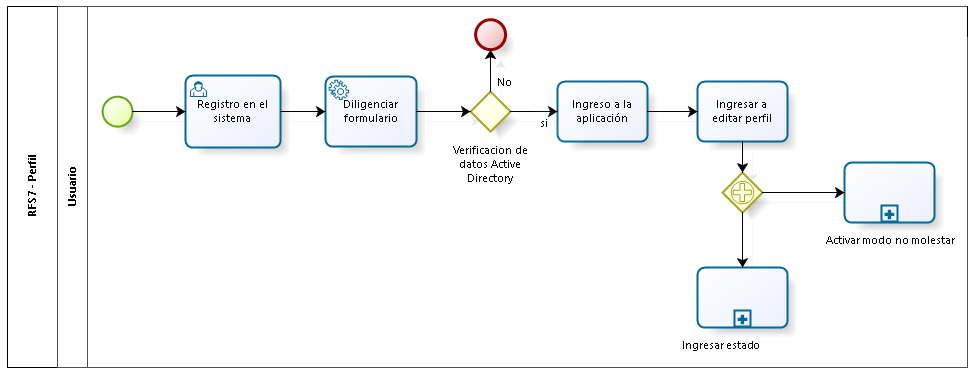 RFS7 - Perfil
Usuario
Registro en el
sistema
Diligenciar
formulario
No
si
Verificacion de
datos Active
Directory
Ingreso a la
aplicación
Ingresar a
editar perfil
Activar modo no molestar
Ingresar estado